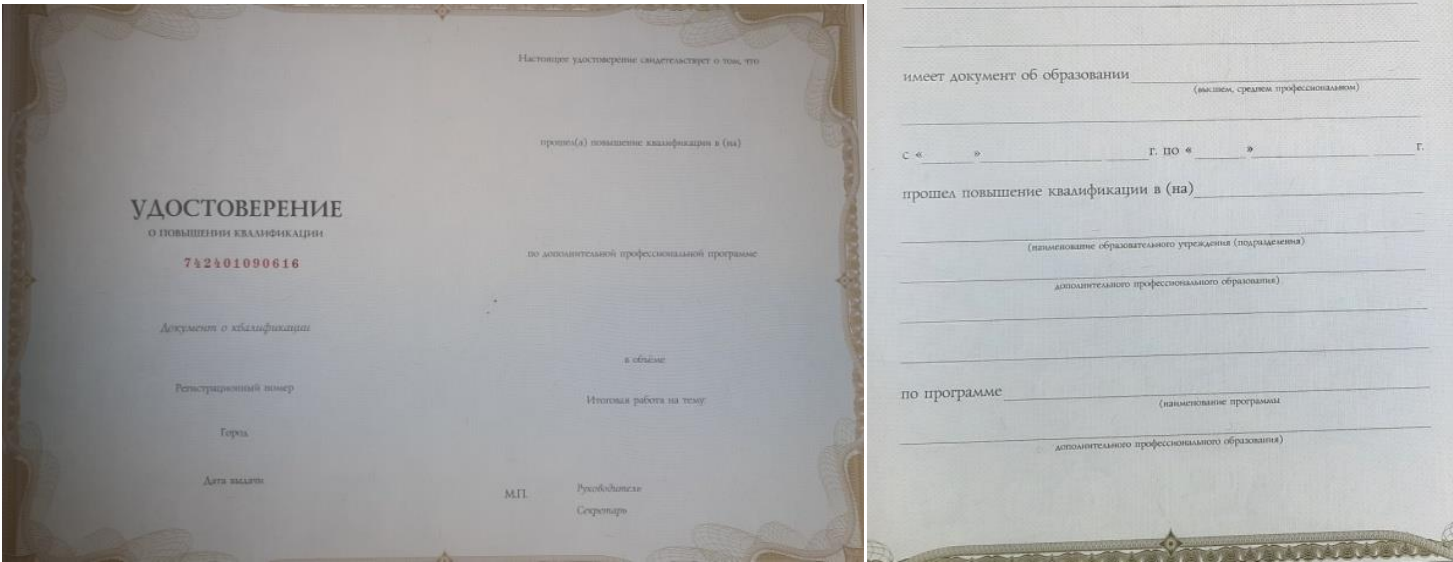 УДОСТОВЕРЕНИЕ
О ПОВЫШЕНИИ КВАЛИФИКАЦИИ
742401090616
Документ о квалификации
Регистрационный номер
Город
Дата выдачи
Настоящее удостоверение свидетельствует о том, что
прошел(а) повышение квалификации в (на)
по дополнительной профессиональной программе
в объёме
Итоговая работа на тему:
М.П.
Руководитель
Секретарь
имеет документ об образовании
(высшем, среднем профессиональном)
с « » г. по « » г.
прошел повышение квалификации в (на)
(наименование образовательного учреждения (подразделения)
дополнительного профессионального образования)
по программе
(наименование программы
дополнительного профессионального образования)